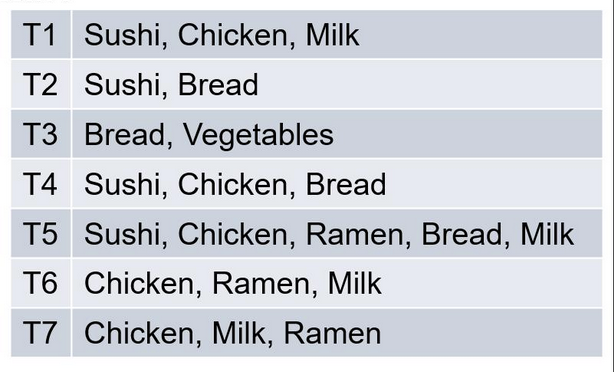 T1 Sushi, Chicken, Milk
T2 Sushi, Bread
T3 Bread, Vegetables
T4 Sushi, Chicken, Bread
T5 Sushi, Chicken, Ramen, Bread, Milk
T6 Chicken, Ramen, Milk
T7 Chicken, Milk, Ramen